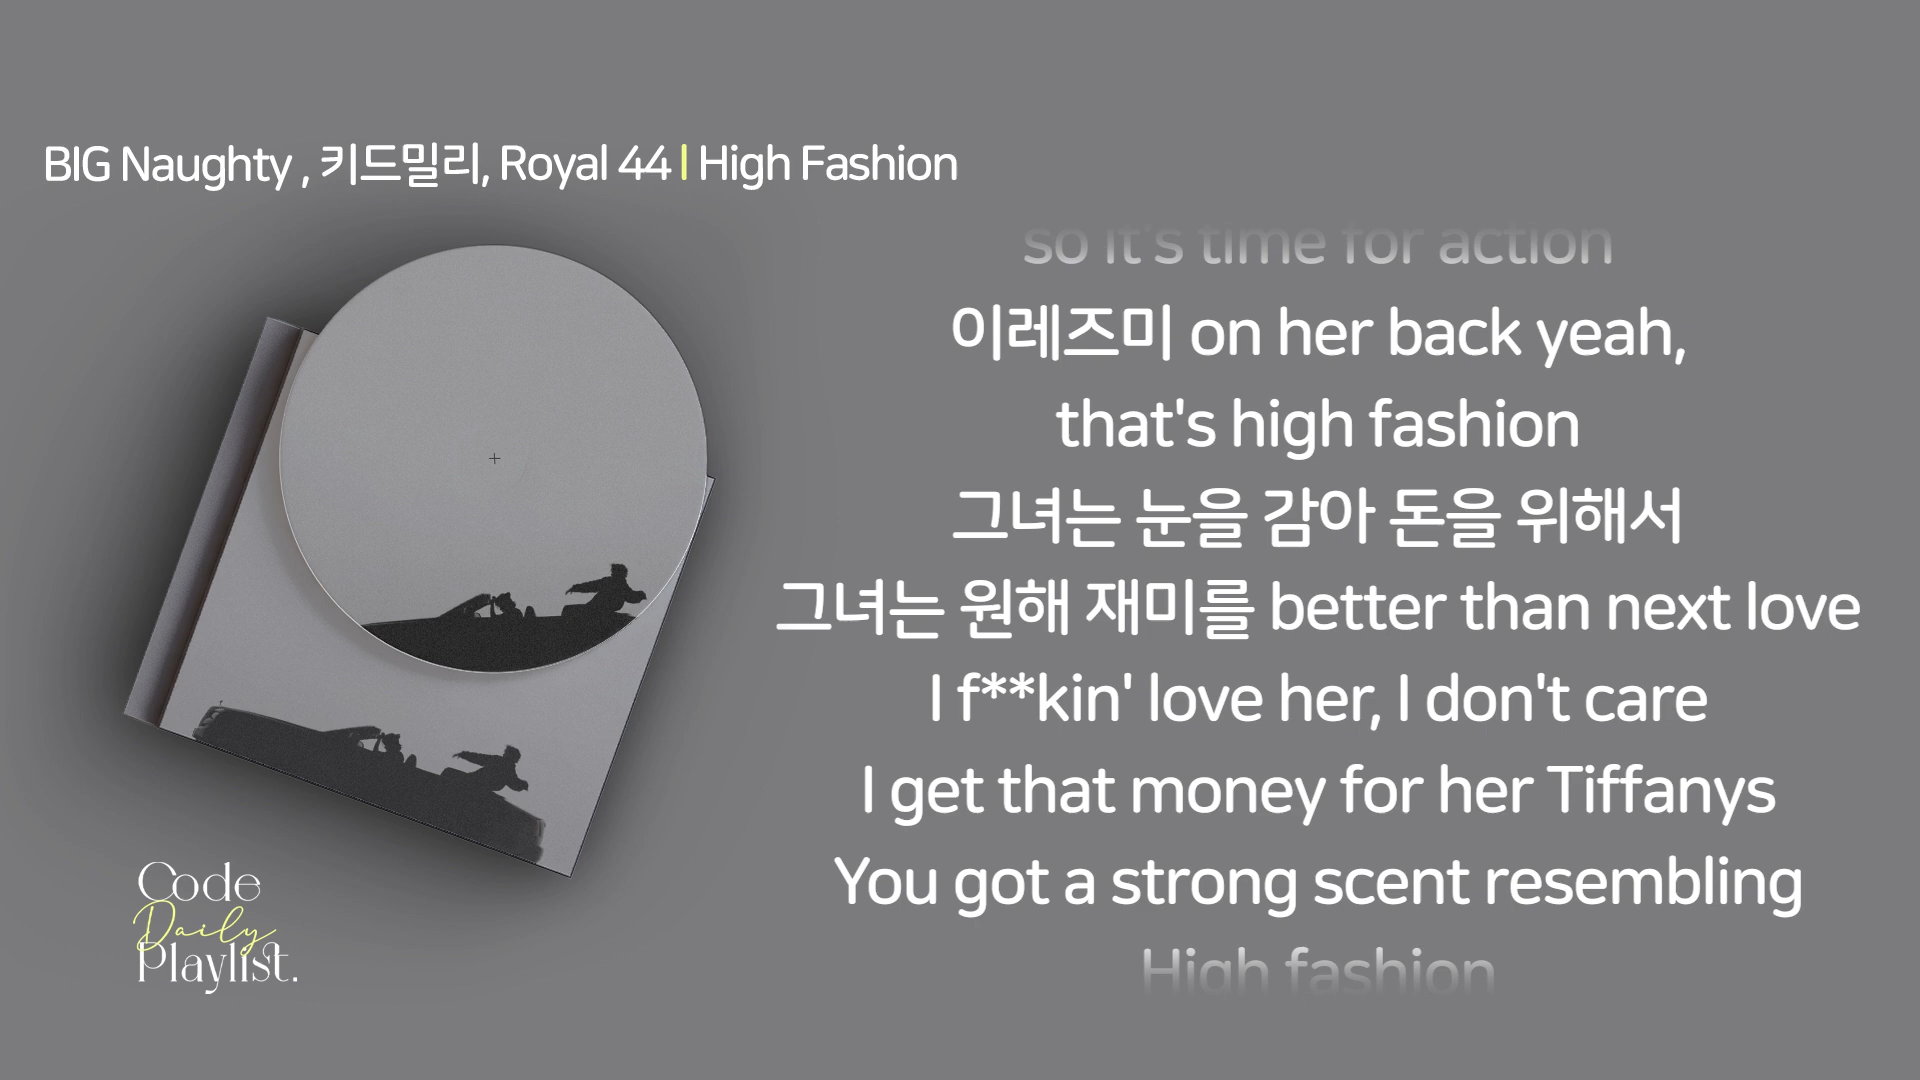 BIG Naughty , 키드밀리, Royal 44 | High Fashion
so it's time for action
이레즈미 on her back yeah,
that's high fashion
그녀는 눈을 감아 돈을 위해서
그녀는 원해 재미를 better than next love
I f**kin' love her, I don't care
I get that money for her Tiffanys
You got a strong scent resembling
High fashion
Code
Daily
Playlist.